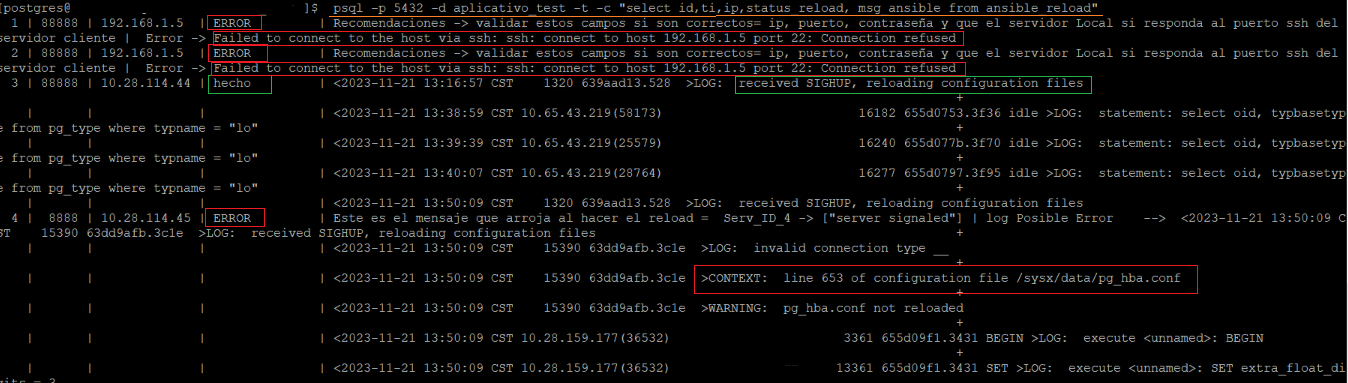 [postgres@ ]$ psql -p 5432 -d aplicativo_test -t -c "select id,ti,ip,status_reload, msg_ansible from ansible_reload"
1 | 88888 | 192.168.1.5 | ERROR | Recomendaciones -> validar estos campos si son correctos= ip, puerto, contraseña y que el servidor Local si responda al puerto ssh del
servidor cliente | Error -> Failed to connect to the host via ssh: ssh: connect to host 192.168.1.5 port 22: Connection refused
2 | 88888 | 192.168.1.5 | ERROR | Recomendaciones -> validar estos campos si son correctos= ip, puerto, contraseña y que el servidor Local si responda al puerto ssh del
servidor cliente | Error -> Failed to connect to the host via ssh: ssh: connect to host 192.168.1.5 port 22: Connection refused
3 | 88888 | 10.28.114.44 | hecho | <2023-11-21 13:16:57 CST 1320 639aad13.528 >LOG: received SIGHUP, reloading configuration files
+
| | | | <2023-11-21 13:38:59 CST 10.65.43.219(58173) 16182 655d0753.3f36 idle >LOG: statement: select oid, typbasetyp
e from pg_type where typname = "lo" +
| | | | <2023-11-21 13:39:39 CST 10.65.43.219(25579) 16240 655d077b.3f70 idle >LOG: statement: select oid, typbasetyp
e from pg_type where typname = "lo" +
| | | | <2023-11-21 13:40:07 CST 10.65.43.219(28764) 16277 655d0797.3f95 idle >LOG: statement: select oid, typbasetyp
e from pg_type where typname = "lo" +
| | | | <2023-11-21 13:50:09 CST 1320 639aad13.528 >LOG: received SIGHUP, reloading configuration files
4 | 8888 | 10.28.114.45 | ERROR | Este es el mensaje que arroja al hacer el reload = Serv_ID_4 -> ["server signaled"] | log Posible Error --> <2023-11-21 13:50:09 C
ST 15390 63dd9afb.3c1e >LOG: received SIGHUP, reloading configuration files +
| | | | <2023-11-21 13:50:09 CST 15390 63dd9afb.3c1e >LOG: invalid connection type __
+
| | | | <2023-11-21 13:50:09 CST 15390 63dd9afb.3c1e >CONTEXT: line 653 of configuration file /sysx/data/pg_hba.conf
+
| | | | <2023-11-21 13:50:09 CST 15390 63dd9afb.3c1e >WARNING: pg_hba.conf not reloaded
+
| | | | <2023-11-21 13:50:09 CST 10.28.159.177(36532) 3361 655d09f1.3431 BEGIN >LOG: execute <unnamed>: BEGIN
+
| | | | <2023-11-21 13:50:09 CST 10.28.159.177(36532) 13361 655d09f1.3431 SET >LOG: execute <unnamed>: SET extra_float_di